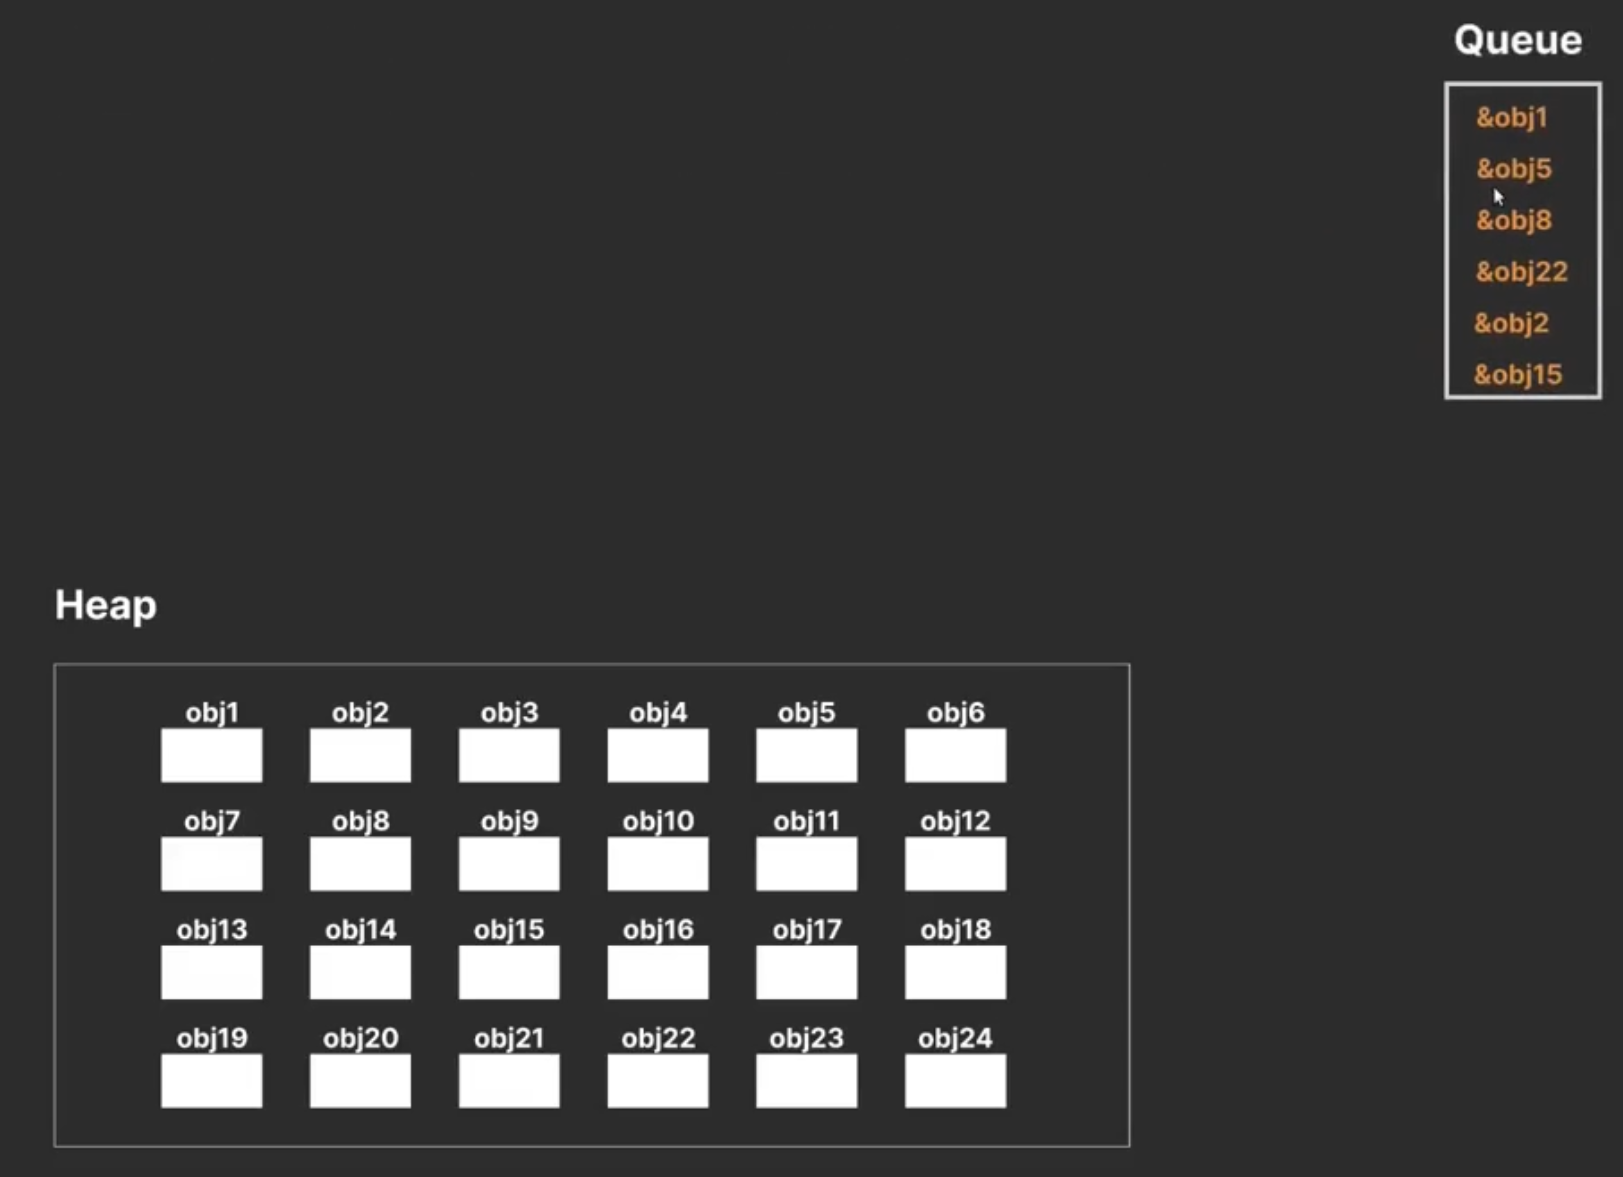 Queue
&obj1
&obj5
&obj8
&obj22
&obj2
&obj15
Heap
obj1 obj2 obj3 obj4 obj5 obj6
obj7 obj8 obj9 obj10 obj11 obj12
obj13 obj14 obj15 obj16 obj17 obj18
obj19 obj20 obj21 obj22 obj23 obj24